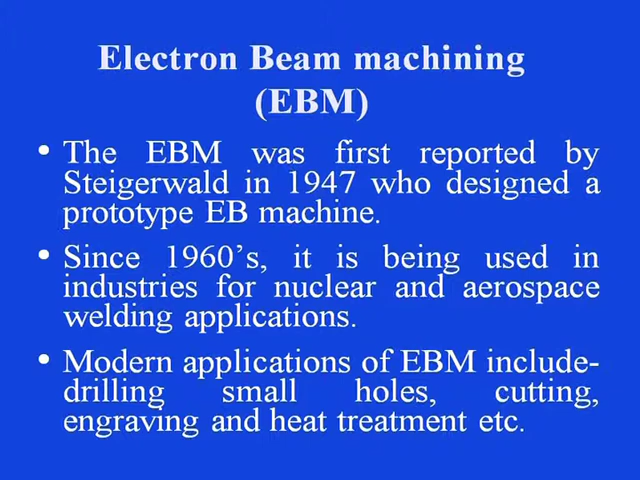 Electron Beam machining
(EBM)
• The EBM was first reported by
Steigerwald in 1947 who designed a
prototype EB machine.
• Since 1960's, it is being used in
industries for nuclear and aerospace
welding applications.
• Modern applications of EBM include-
drilling small holes, cutting,
engraving and heat treatment etc.